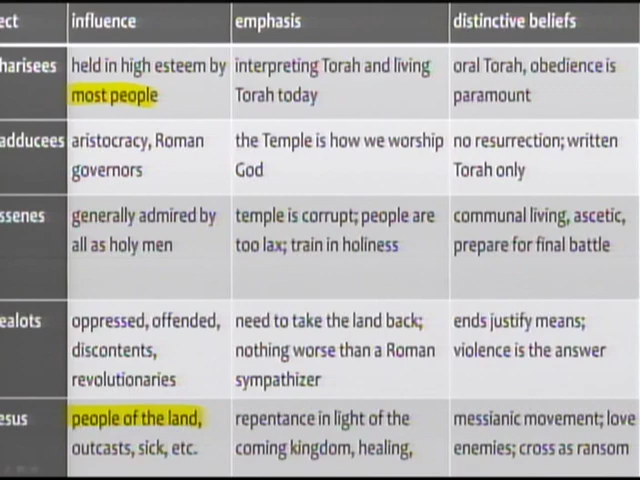 ect influence emphasis distinctive beliefs
harisees held in high esteem by interpreting Torah and living oral Torah, obedience is
most people Torah today paramount
adducees aristocracy, Roman the Temple is how we worship no resurrection; written
governors God Torah only
ssenes generally admired by temple is corrupt; people are communal living, ascetic,
all as holy men too lax; train in holiness prepare for final battle
ealots oppressed, offended, need to take the land back; ends justify means;
discontents, nothing worse than a Roman violence is the answer
revolutionaries sympathizer
esus people of the land, repentance in light of the messianic movement; love
outcasts, sick, etc. coming kingdom, healing, enemies; cross as ransom